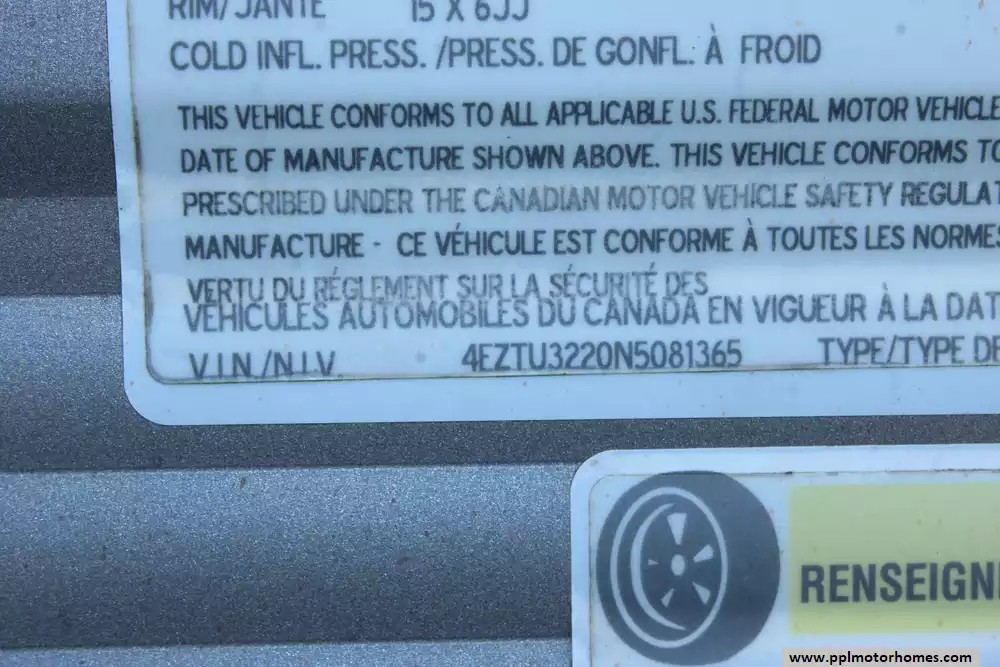 RIM/JANTE 15 X 6JJ
COLD INFL. PRESS. /PRESS. DE GONFL. À FROID
THIS VEHICLE CONFORMS TO ALL APPLICABLE U.S. FEDERAL MOTOR VEHICLE
DATE OF MANUFACTURE SHOWN ABOVE. THIS VEHICLE CONFORMS TO
PRESCRIBED UNDER THE CANADIAN MOTOR VEHICLE SAFETY REGULAT
MANUFACTURE - CE VÉHICULE EST CONFORME À TOUTES LES NORMES
VERTU DU RÉGLEMENT SUR LA SÉCURITÉ DES
VEHICULES AUTOMOBILES DU CANADA EN VIGUEUR À LA DAT
V.I.N./N.I.V. 4EZTU3220N5081365 TYPE/TYPE DE
RENSEIGN
www.pplmotorhomes.com